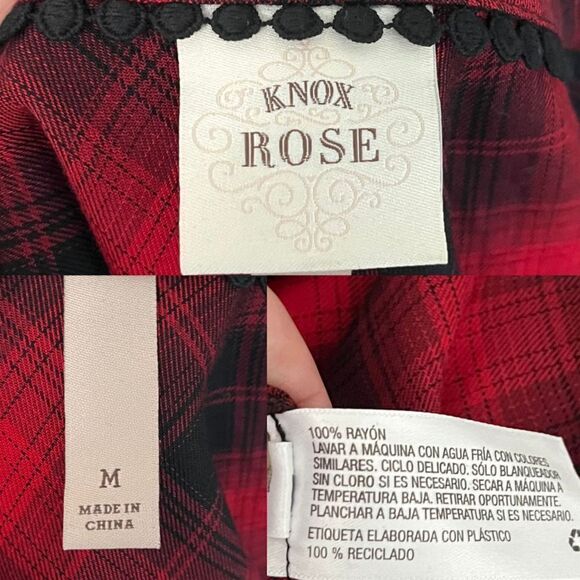 KNOX
ROSE
M
MADE IN
CHINA
100% RAYÓN
LAVAR A MÁQUINA CON AGUA FRÍA CON COLORES
SIMILARES. CICLO DELICADO. SÓLO BLANQUEADOR
SIN CLORO SI ES NECESARIO. SECAR A MÁQUINA A
TEMPERATURA BAJA. RETIRAR OPORTUNAMENTE.
PLANCHAR A BAJA TEMPERATURA SI ES NECESARIO.
ETIQUETA ELABORADA CON PLÁSTICO
100 % RECICLADO